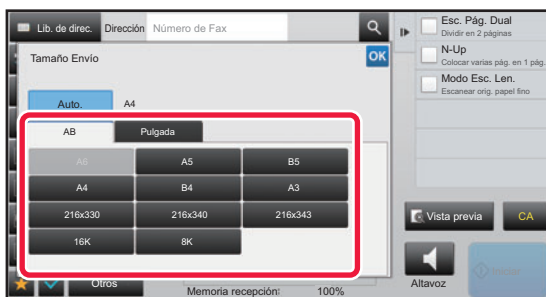 Lib. de direc. Dirección Número de Fax
Tamaño Envío OK
Auto. A4
AB Pulgada
A6 A5 B5
A4 B4 A3
216x330 216x340 216x343
16K 8K
Otros Memoria recepción: 100%
Esc. Pág. Dual
Dividir en 2 páginas
N-Up
Colocar varias pág. en 1 pág.
Modo Esc. Len.
Escanear orig. papel fino
Vista previa CA
Altavoz